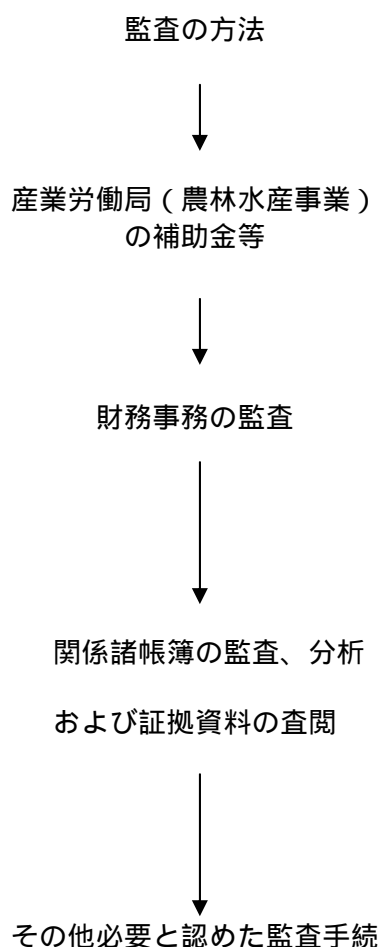 監査の方法
産業労働局（農林水産事業）
の補助金等
財務事務の監査
関係諸帳簿の監査、分析
および証拠資料の査閲
その他必要と認めた監査手続